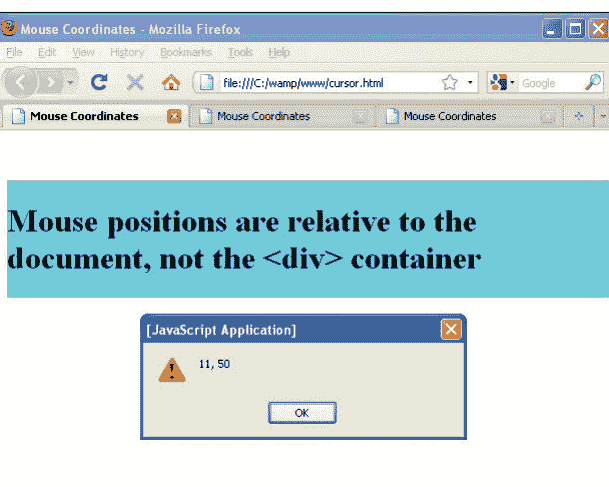 Mouse Coordinates - Mozilla Firefox
File Edit View History Bookmarks Tools Help
file:///C:/wamp/www/cursor.html Google
Mouse Coordinates Mouse Coordinates Mouse Coordinates
Mouse positions are relative to the
document, not the <div> container
[JavaScript Application]
11, 50
OK